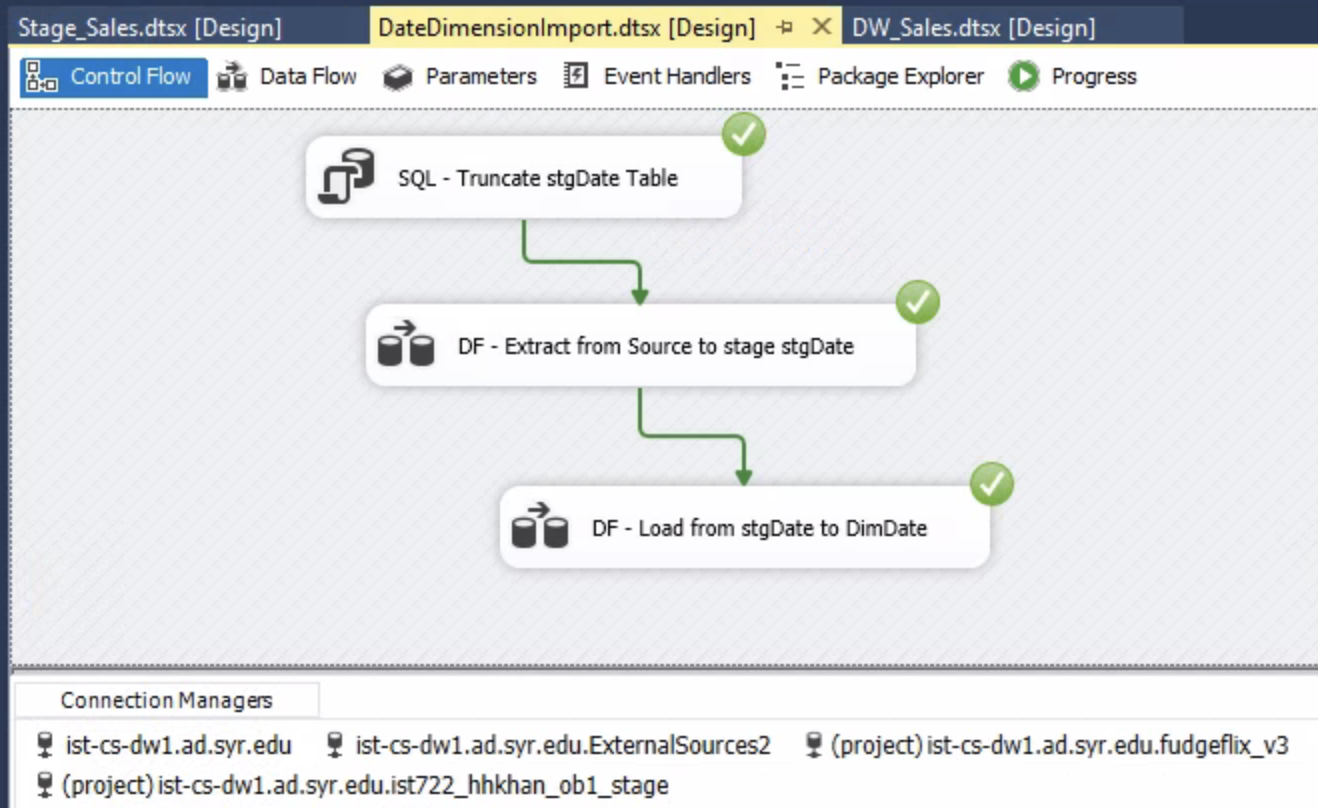 Stage_Sales.dtsx [Design] DateDimensionImport.dtsx [Design] DW_Sales.dtsx [Design]
Control Flow Data Flow Parameters Event Handlers Package Explorer Progress
SQL - Truncate stgDate Table
DF - Extract from Source to stage stgDate
DF - Load from stgDate to DimDate
Connection Managers
ist-cs-dw1.ad.syr.edu ist-cs-dw1.ad.syr.edu.ExternalSources2 (project) ist-cs-dw1.ad.syr.edu.fudgeflix_v3
(project) ist-cs-dw1.ad.syr.edu.ist722_hhkhan_ob1_stage